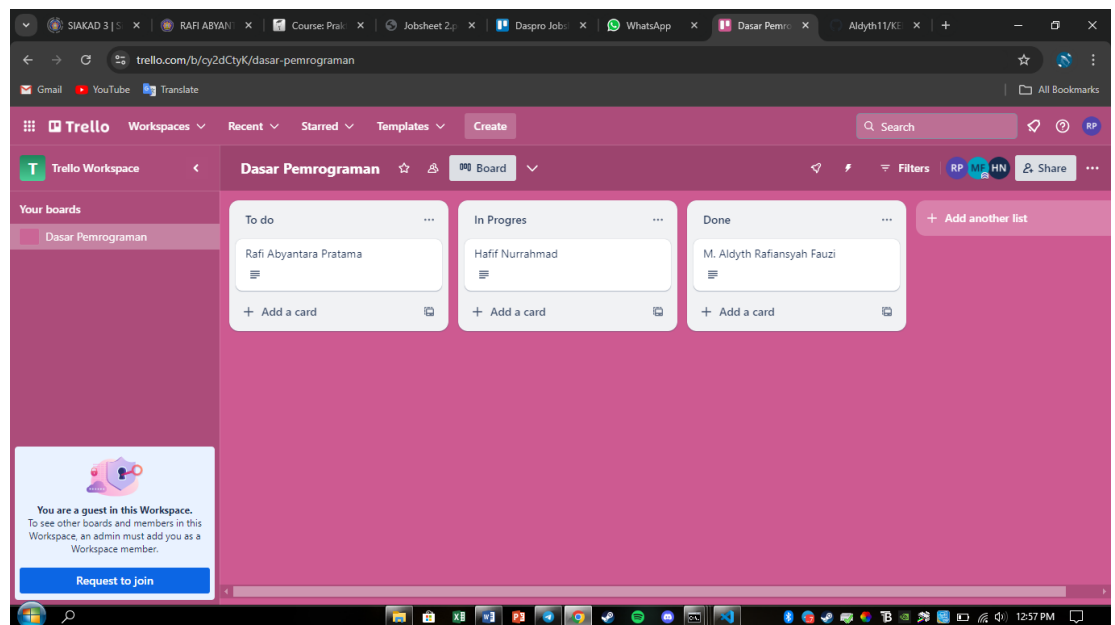 SIAKAD 3 | S
RAFI ABYAN
Course: Prak
Jobsheet 2.p
Daspro Jobs
WhatsApp
Dasar Pemro
Aldyth11/KE
trello.com/b/cy2dCtyK/dasar-pemrograman
Gmail
YouTube
Translate
All Bookmarks
Trello
Workspaces
Recent
Starred
Templates
Create
Search
RP
T
Trello Workspace
Dasar Pemrograman
Board
Filters
RP
MF
HN
Share
Your boards
Dasar Pemrograman
To do
Rafi Abyantara Pratama
+ Add a card
In Progres
Hafif Nurrahmad
+ Add a card
Done
M. Aldyth Rafiansyah Fauzi
+ Add a card
+ Add another list
You are a guest in this Workspace.
To see other boards and members in this
Workspace, an admin must add you as a
Workspace member.
Request to join
12:57 PM